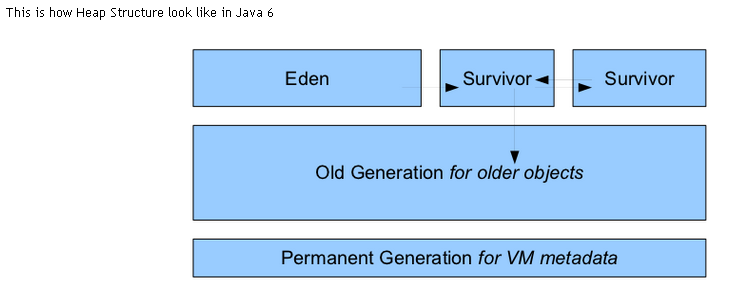 This is how Heap Structure look like in Java 6
Eden
Survivor
Survivor
Old Generation for older objects
Permanent Generation for VM metadata